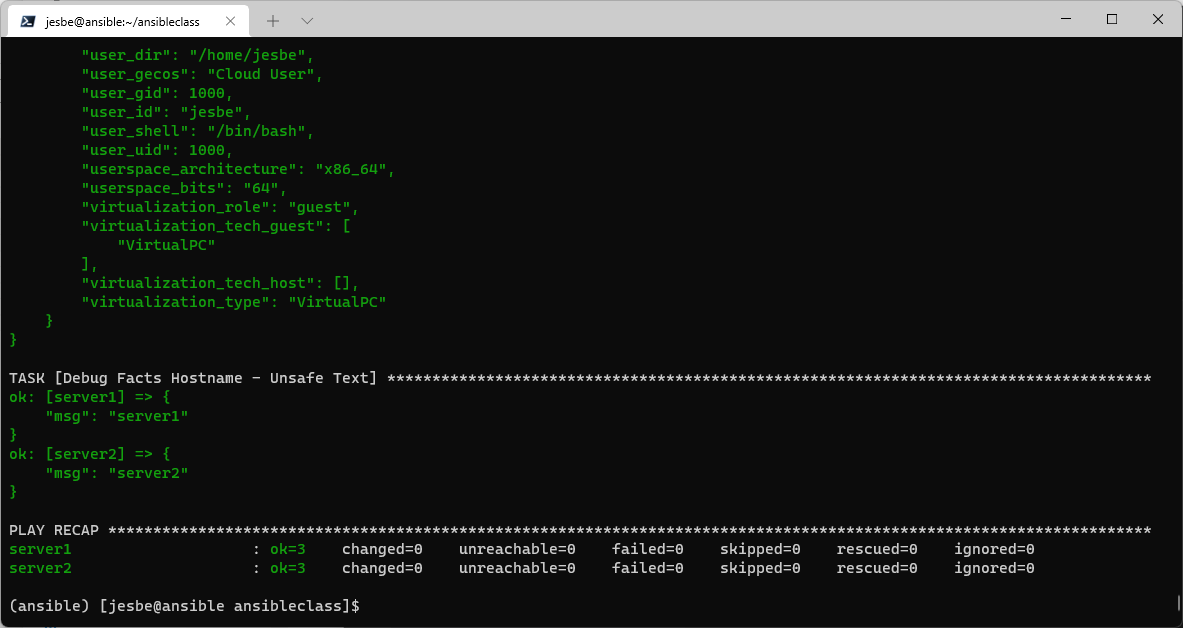 jesbe@ansible:~/ansibleclass
        "user_dir": "/home/jesbe",
        "user_gecos": "Cloud User",
        "user_gid": 1000,
        "user_id": "jesbe",
        "user_shell": "/bin/bash",
        "user_uid": 1000,
        "userspace_architecture": "x86_64",
        "userspace_bits": "64",
        "virtualization_role": "guest",
        "virtualization_tech_guest": [
            "VirtualPC"
        ],
        "virtualization_tech_host": [],
        "virtualization_type": "VirtualPC"
    }
}
TASK [Debug Facts Hostname - Unsafe Text] *************************************************************************************
ok: [server1] => {
    "msg": "server1"
}
ok: [server2] => {
    "msg": "server2"
}
PLAY RECAP ********************************************************************************************************************
server1                    : ok=3    changed=0    unreachable=0    failed=0    skipped=0    rescued=0    ignored=0
server2                    : ok=3    changed=0    unreachable=0    failed=0    skipped=0    rescued=0    ignored=0
(ansible) [jesbe@ansible ansibleclass]$